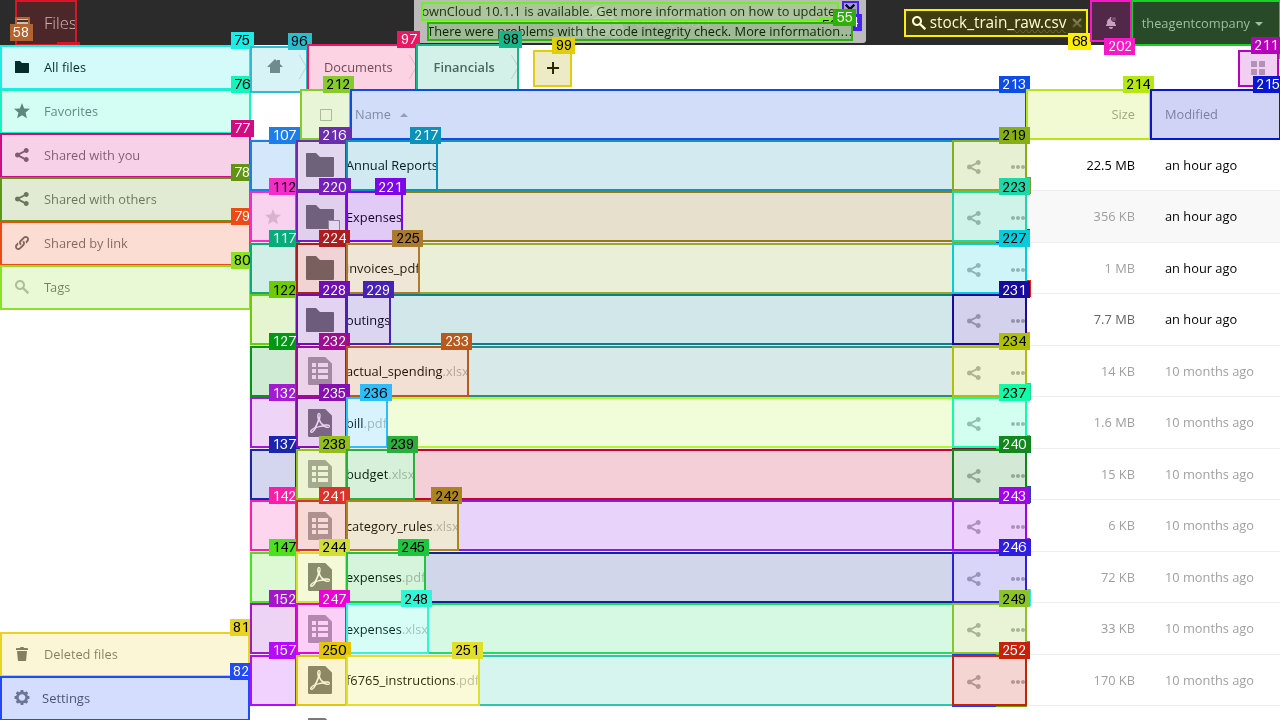 Files
ownCloud 10.1.1 is available. Get more information on how to update
There were problems with the code integrity check. More information...
stock_train_raw.csv
theagentcompany
58
55
68
202
75
96
97
98
99
211
All files
Documents
Financials
+
76
212
213
214
215
Favorites
Name
Size
Modified
77
107
216
217
219
Shared with you
Annual Reports
22.5 MB
an hour ago
78
112
220
221
223
Shared with others
Expenses
356 KB
an hour ago
79
117
224
225
227
Shared by link
invoices_pdf
1 MB
an hour ago
80
122
228
229
231
Tags
outings
7.7 MB
an hour ago
127
232
233
234
actual_spending.xlsx
14 KB
10 months ago
132
235
236
237
bill.pdf
1.6 MB
10 months ago
137
238
239
240
budget.xlsx
15 KB
10 months ago
142
241
242
243
category_rules.xlsx
6 KB
10 months ago
147
244
245
246
expenses.pdf
72 KB
10 months ago
152
247
248
249
expenses.xlsx
33 KB
10 months ago
81
157
250
251
252
Deleted files
82
f6765_instructions.pdf
170 KB
10 months ago
Settings